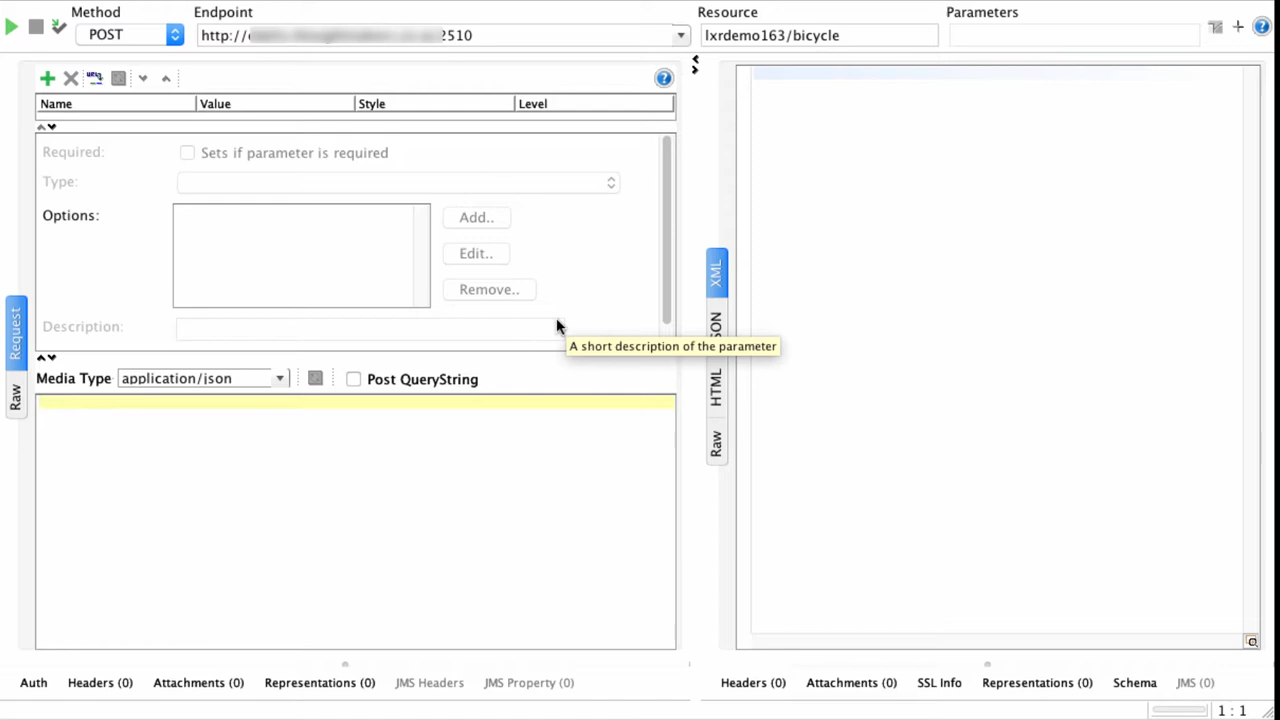 Method
Endpoint
Resource
Parameters
POST
http://
2510
lxrdemo163/bicycle
Name
Value
Style
Level
Required:
Sets if parameter is required
Type:
Options:
Add..
Edit..
Remove..
Description:
A short description of the parameter
Request
Raw
XML
SON
HTML
Raw
Media Type
application/json
Post QueryString
Auth
Headers (0)
Attachments (0)
Representations (0)
JMS Headers
JMS Property (0)
Headers (0)
Attachments (0)
SSL Info
Representations (0)
Schema
JMS (0)
1 : 1